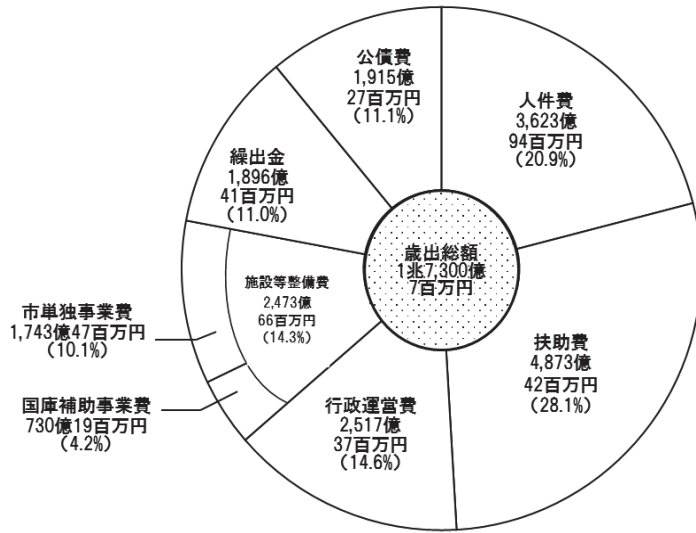 公債費
1,915億
27百万円
(11.1%)
人件費
3,623億
94百万円
(20.9%)
繰出金
1,896億
41百万円
(11.0%)
歳出総額
1兆7,300億
7百万円
施設等整備費
2,473億
66百万円
(14.3%)
市単独事業費
1,743億47百万円
(10.1%)
扶助費
4,873億
42百万円
(28.1%)
国庫補助事業費
730億19百万円
(4.2%)
行政運営費
2,517億
37百万円
(14.6%)